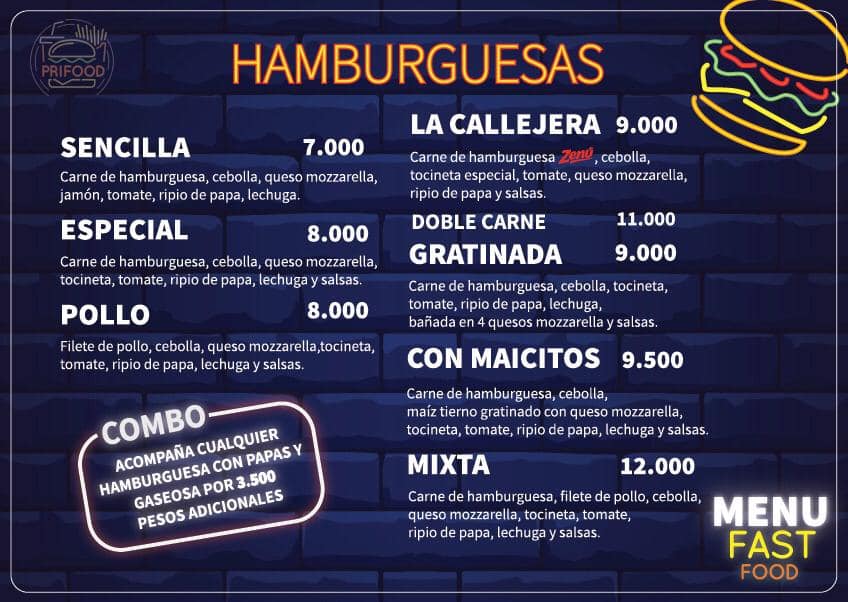 PRIFOOD
HAMBURGUESAS
SENCILLA 7.000
Carne de hamburguesa, cebolla, queso mozzarella,
jamón, tomate, ripio de papa, lechuga.
ESPECIAL 8.000
Carne de hamburguesa, cebolla, queso mozzarella,
tocineta, tomate, ripio de papa, lechuga y salsas.
POLLO 8.000
Filete de pollo, cebolla, queso mozzarella,tocineta,
tomate, ripio de papa, lechuga y salsas.
COMBO
ACOMPAÑA CUALQUIER
HAMBURGUESA CON PAPAS Y
GASEOSA POR 3.500
PESOS ADICIONALES
LA CALLEJERA 9.000
Carne de hamburguesa Zenú, cebolla,
tocineta especial, tomate, queso mozzarella,
ripio de papa y salsas.
DOBLE CARNE 11.000
GRATINADA 9.000
Carne de hamburguesa, cebolla, tocineta,
tomate, ripio de papa, lechuga,
bañada en 4 quesos mozzarella y salsas.
CON MAICITOS 9.500
Carne de hamburguesa, cebolla,
maíz tierno gratinado con queso mozzarella,
tocineta, tomate, ripio de papa, lechuga y salsas.
MIXTA 12.000
Carne de hamburguesa, filete de pollo, cebolla,
queso mozzarella, tocineta, tomate,
ripio de papa, lechuga y salsas.
MENU
FAST
FOOD